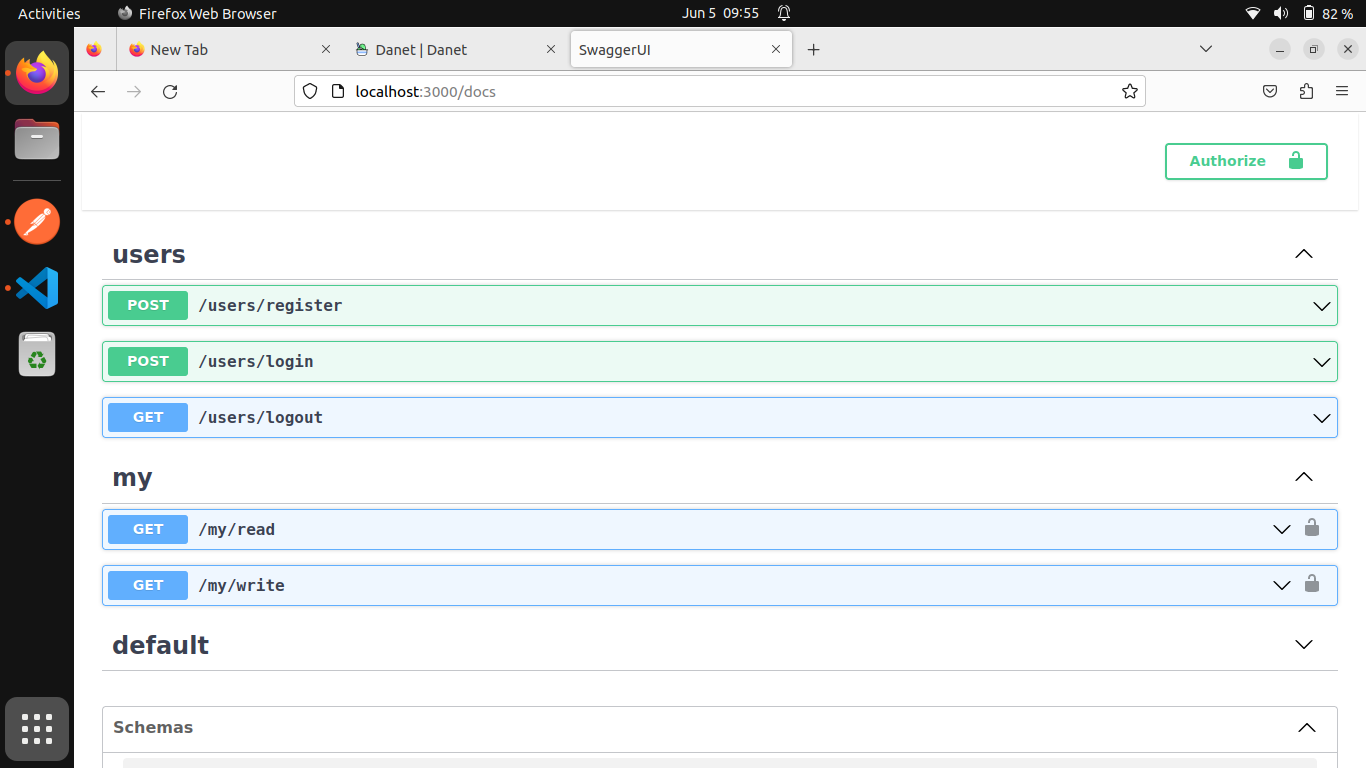 Activities
Firefox Web Browser
Jun 5 09:55
82 %
New Tab
Danet | Danet
SwaggerUI
localhost:3000/docs
Authorize
users
POST /users/register
POST /users/login
GET /users/logout
my
GET /my/read
GET /my/write
default
Schemas